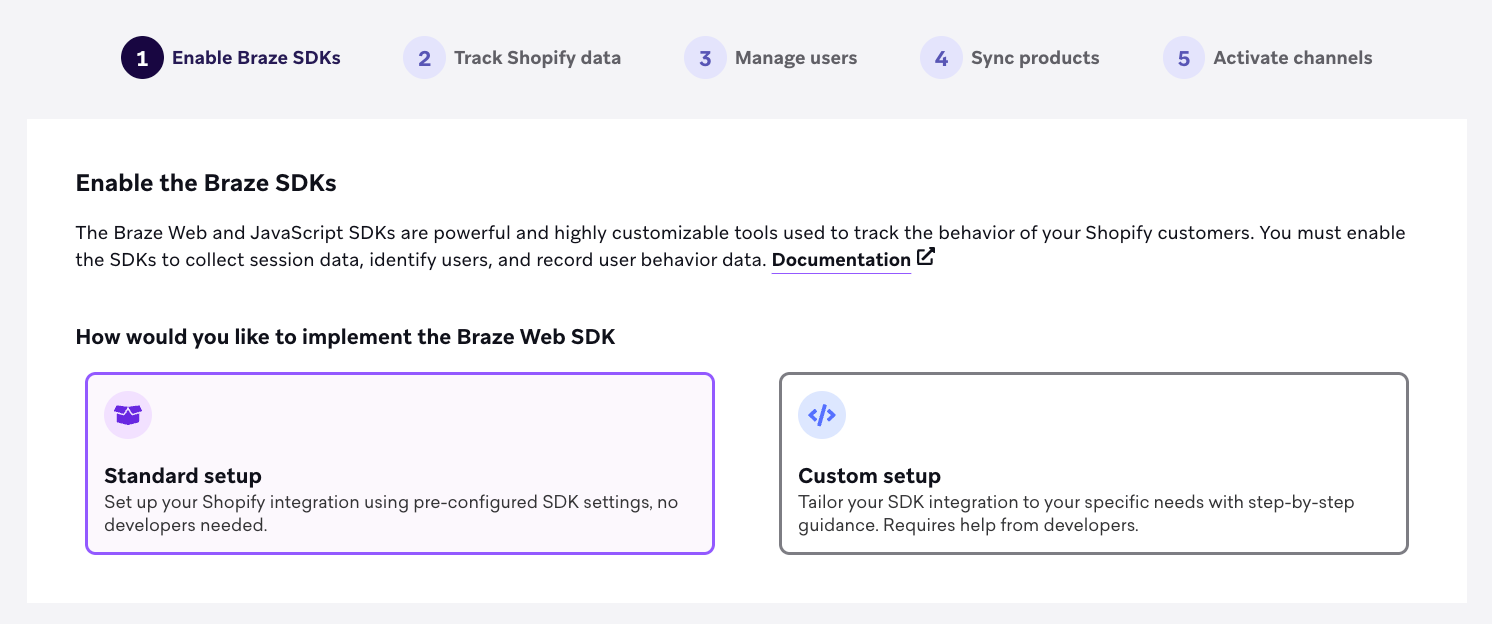 1 Enable Braze SDKs 2 Track Shopify data 3 Manage users 4 Sync products 5 Activate channels
Enable the Braze SDKs
The Braze Web and JavaScript SDKs are powerful and highly customizable tools used to track the behavior of your Shopify customers. You must enable
the SDKs to collect session data, identify users, and record user behavior data. Documentation
How would you like to implement the Braze Web SDK
Standard setup
Set up your Shopify integration using pre-configured SDK settings, no
developers needed.
Custom setup
Tailor your SDK integration to your specific needs with step-by-step
guidance. Requires help from developers.